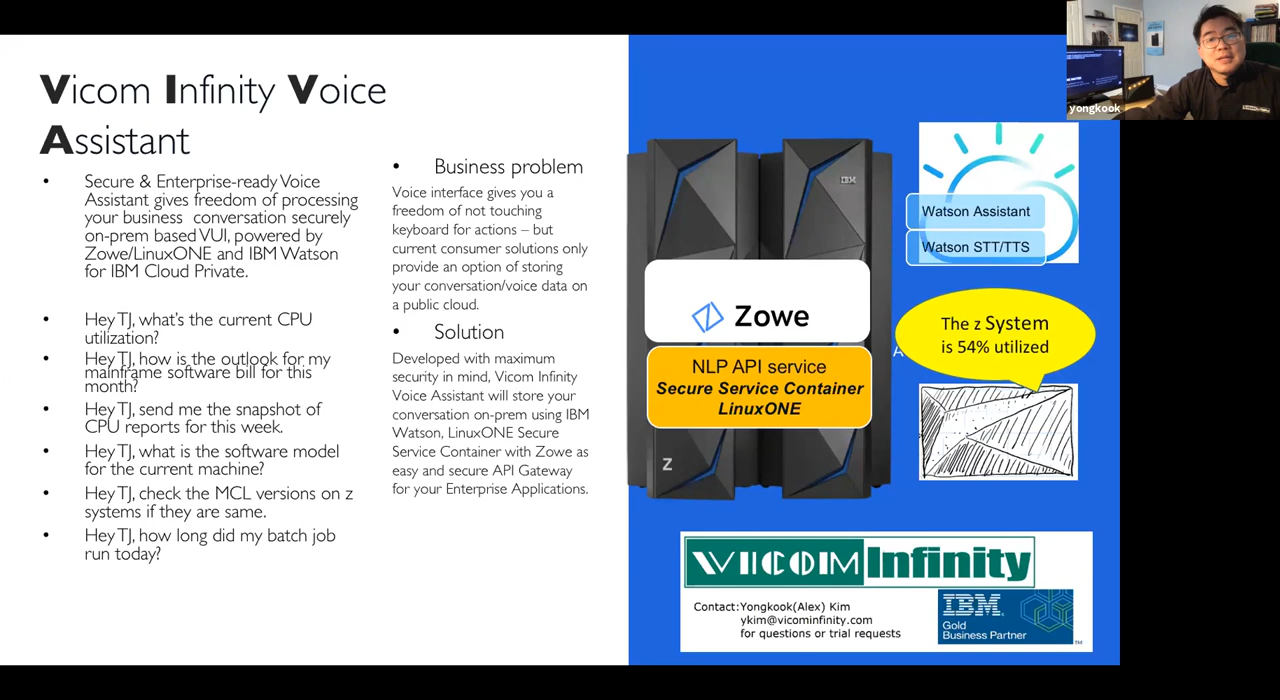 Vicom Infinity Voice
Assistant
• Secure & Enterprise-ready Voice
Assistant gives freedom of processing
your business conversation securely
on-prem based VUI, powered by
Zowe/LinuxONE and IBM Watson
for IBM Cloud Private.
• Hey TJ, what's the current CPU
utilization?
• Hey TJ, how is the outlook for my
mainframe software bill for this
month?
• Hey TJ, send me the snapshot of
CPU reports for this week.
• Hey TJ, what is the software model
for the current machine?
• Hey TJ, check the MCL versions on z
systems if they are same.
• Hey TJ, how long did my batch job
run today?
• Business problem
Voice interface gives you a
freedom of not touching
keyboard for actions – but
current consumer solutions only
provide an option of storing
your conversation/voice data on
a public cloud.
• Solution
Developed with maximum
security in mind, Vicom Infinity
Voice Assistant will store your
conversation on-prem using IBM
Watson, LinuxONE Secure
Service Container with Zowe as
easy and secure API Gateway
for your Enterprise Applications.
IBM
Zowe
NLP API service
Secure Service Container
LinuxONE
Z
Watson Assistant
Watson STT/TTS
A
The z System
is 54% utilized
VICOM Infinity
Contact:Yongkook(Alex) Kim
ykim@vicominfinity.com
for questions or trial requests
IBM
Gold
Business Partner
TM
yongkook